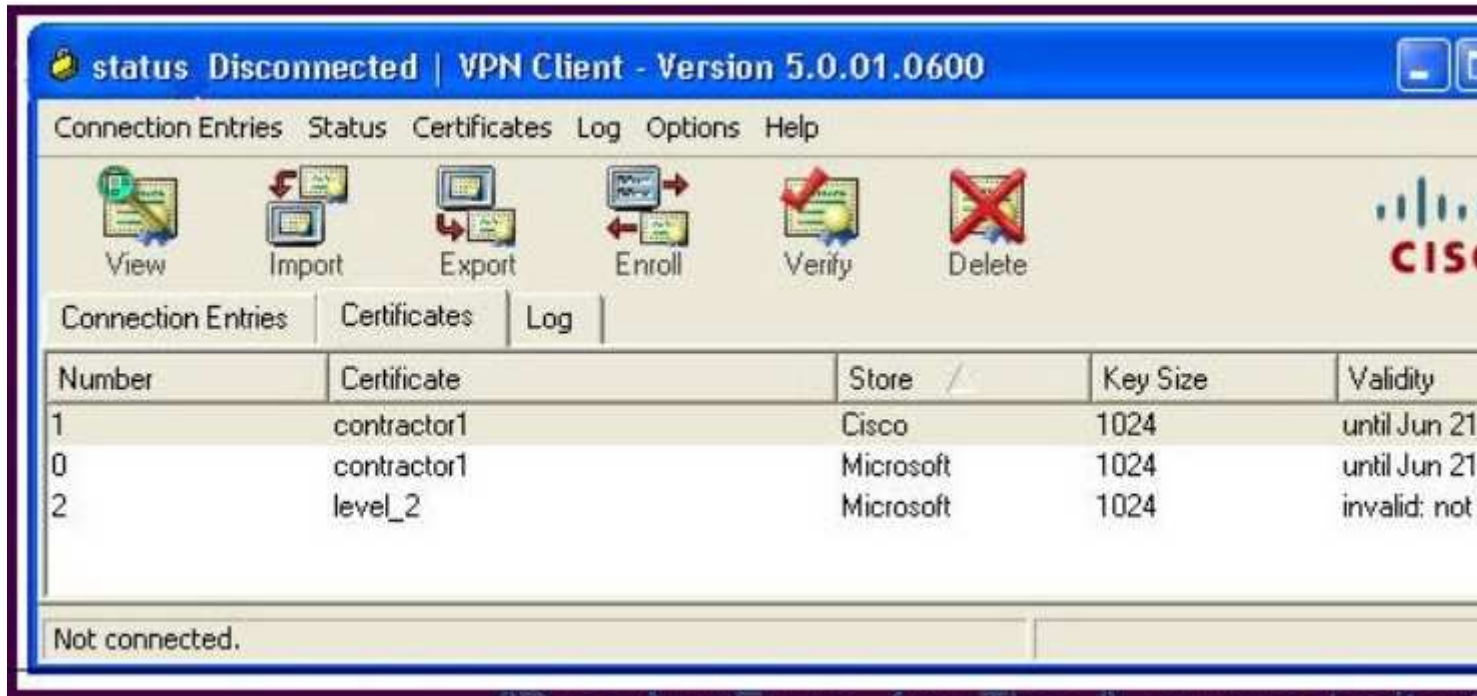 status Disconnected | VPN Client - Version 5.0.01.0600
Connection Entries Status Certificates Log Options Help
View Import Export Enroll Verify Delete
Connection Entries Certificates Log
Number Certificate Store Key Size Validity
1 contractor1 Cisco 1024 until Jun 21
0 contractor1 Microsoft 1024 until Jun 21
2 level_2 Microsoft 1024 invalid: not
Not connected.